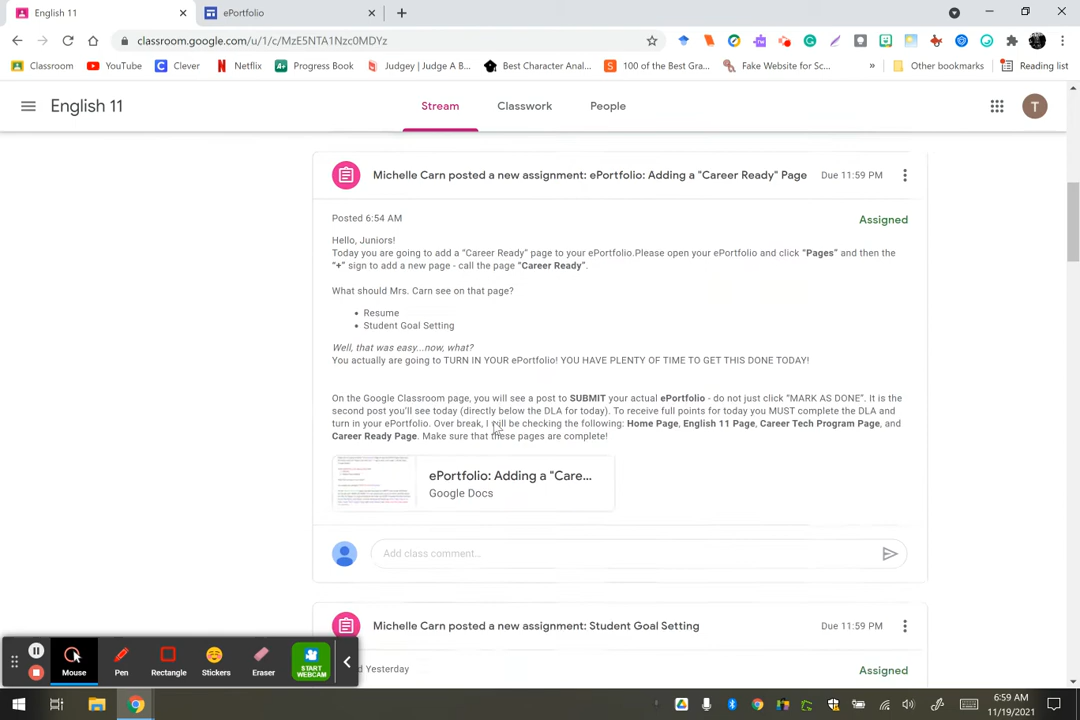 English 11
ePortfolio
classroom.google.com/u/1/c/MzE5NTA1Nzc0MDYz
Classroom
YouTube
Clever
Netflix
Progress Book
Judgey | Judge A B...
Best Character Anal...
100 of the Best Gra...
Fake Website for Sc...
»
Other bookmarks
Reading list
English 11
Stream
Classwork
People
T
Michelle Carn posted a new assignment: ePortfolio: Adding a "Career Ready" Page
Due 11:59 PM
Posted 6:54 AM
Assigned
Hello, Juniors!
Today you are going to add a "Career Ready" page to your ePortfolio.Please open your ePortfolio and click "Pages" and then the
"+" sign to add a new page - call the page "Career Ready".
What should Mrs. Carn see on that page?
• Resume
• Student Goal Setting
Well, that was easy...now, what?
You actually are going to TURN IN YOUR ePortfolio! YOU HAVE PLENTY OF TIME TO GET THIS DONE TODAY!
On the Google Classroom page, you will see a post to SUBMIT your actual ePortfolio - do not just click "MARK AS DONE". It is the
second post you'll see today (directly below the DLA for today). To receive full points for today you MUST complete the DLA and
turn in your ePortfolio. Over break, I will be checking the following: Home Page, English 11 Page, Career Tech Program Page, and
Career Ready Page. Make sure that these pages are complete!
ePortfolio: Adding a "Care...
Google Docs
Add class comment...
Michelle Carn posted a new assignment: Student Goal Setting
Due 11:59 PM
d Yesterday
Assigned
Mouse
Pen
Rectangle
Stickers
Eraser
START
WEBCAM
6:59 AM
11/19/2021